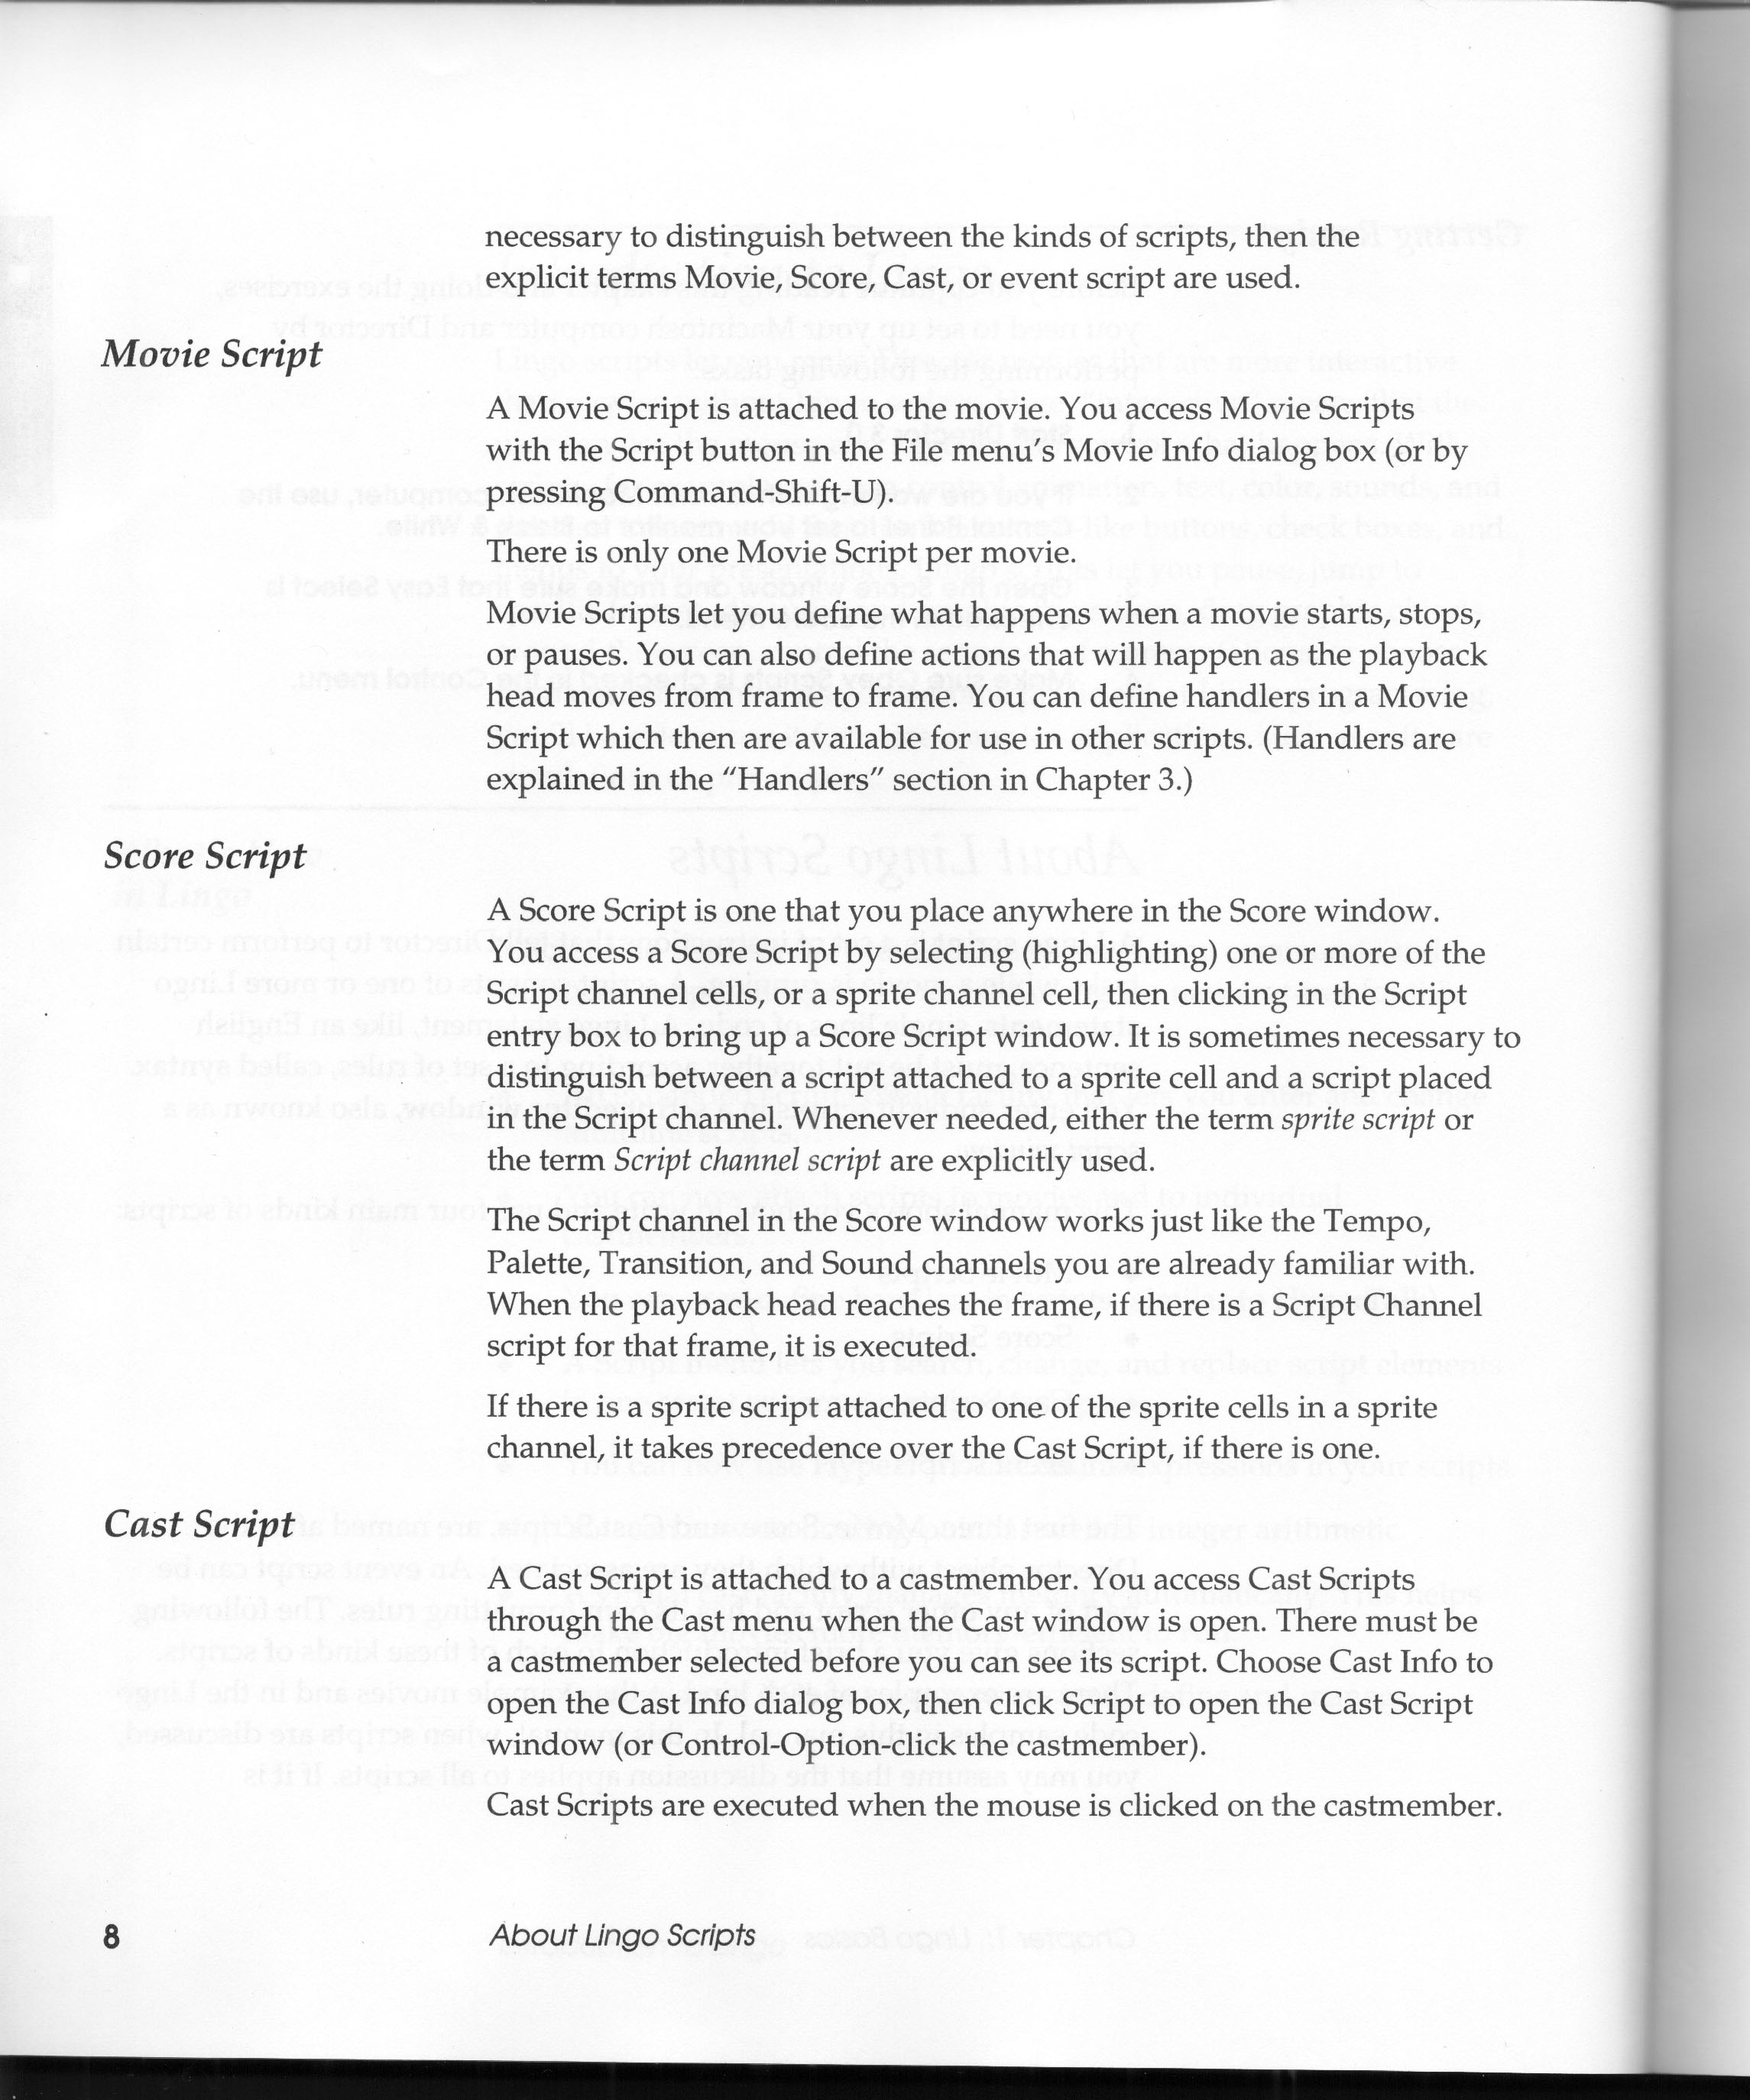 necessary to distinguish between the kinds of scripts, then the
explicit terms Movie, Score, Cast, or event script are used.
Movie Script
A Movie Script is attached to the movie. You access Movie Scripts
with the Script button in the File menu's Movie Info dialog box (or by
pressing Command-Shift-U).
There is only one Movie Script per movie.
Movie Scripts let you define what happens when a movie starts, stops,
or pauses. You can also define actions that will happen as the playback
head moves from frame to frame. You can define handlers in a Movie
Script which then are available for use in other scripts. (Handlers are
explained in the "Handlers" section in Chapter 3.)
Score Script
A Score Script is one that you place anywhere in the Score window.
You access a Score Script by selecting (highlighting) one or more of the
Script channel cells, or a sprite channel cell, then clicking in the Script
entry box to bring up a Score Script window. It is sometimes necessary to
distinguish between a script attached to a sprite cell and a script placed
in the Script channel. Whenever needed, either the term sprite script or
the term Script channel script are explicitly used.
The Script channel in the Score window works just like the Tempo,
Palette, Transition, and Sound channels you are already familiar with.
When the playback head reaches the frame, if there is a Script Channel
script for that frame, it is executed.
If there is a sprite script attached to one of the sprite cells in a sprite
channel, it takes precedence over the Cast Script, if there is one.
Cast Script
A Cast Script is attached to a castmember. You access Cast Scripts
through the Cast menu when the Cast window is open. There must be
a castmember selected before you can see its script. Choose Cast Info to
open the Cast Info dialog box, then click Script to open the Cast Script
window (or Control-Option-click the castmember).
Cast Scripts are executed when the mouse is clicked on the castmember.
8
About Lingo Scripts